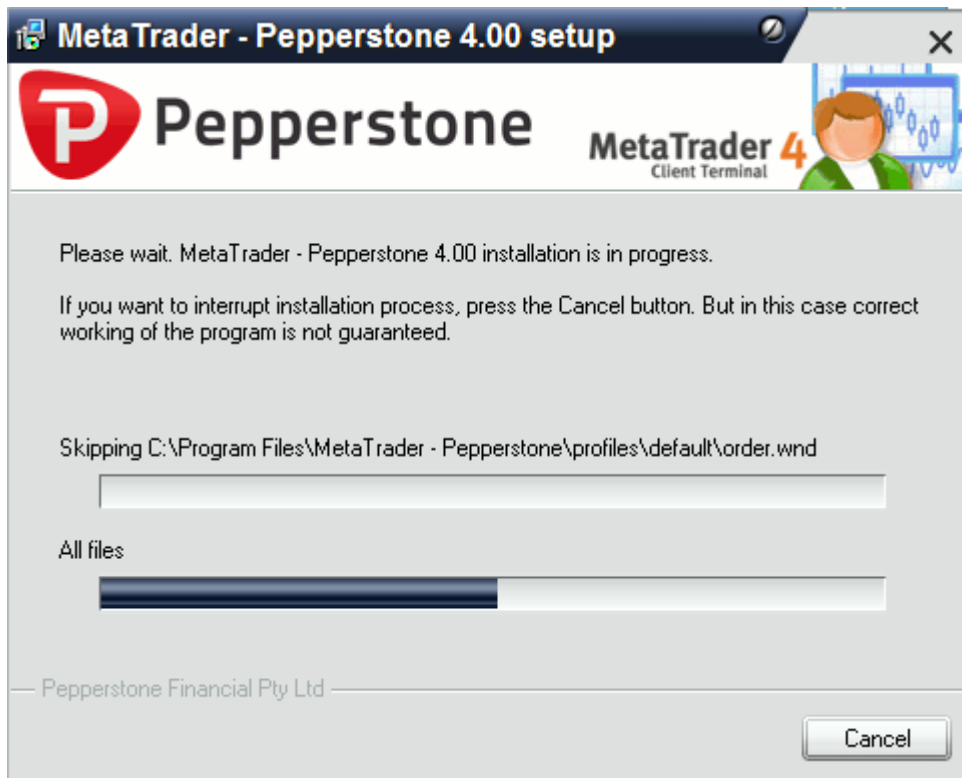 MetaTrader - Pepperstone 4.00 setup
Pepperstone
MetaTrader 4
Client Terminal
Please wait. MetaTrader - Pepperstone 4.00 installation is in progress.
If you want to interrupt installation process, press the Cancel button. But in this case correct
working of the program is not guaranteed.
Skipping C:\Program Files\MetaTrader - Pepperstone\profiles\default\order.wnd
All files
Pepperstone Financial Pty Ltd
Cancel